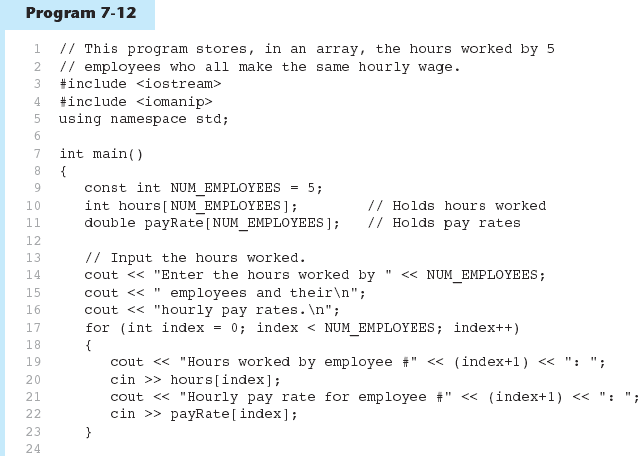 Program 7-12
1 // This program stores, in an array, the hours worked by 5
2 // employees who all make the same hourly wage.
3 #include <iostream>
4 #include <iomanip>
5 using namespace std;
6
7 int main()
8 {
9 const int NUM_EMPLOYEES = 5;
10 int hours[NUM_EMPLOYEES]; // Holds hours worked
11 double payRate[NUM_EMPLOYEES]; // Holds pay rates
12
13 // Input the hours worked.
14 cout << "Enter the hours worked by " << NUM_EMPLOYEES;
15 cout << " employees and their\n";
16 cout << "hourly pay rates.\n";
17 for (int index = 0; index < NUM_EMPLOYEES; index++)
18 {
19 cout << "Hours worked by employee #" << (index+1) << ": ";
20 cin >> hours[index];
21 cout << "Hourly pay rate for employee #" << (index+1) << ": ";
22 cin >> payRate[index];
23 }
24